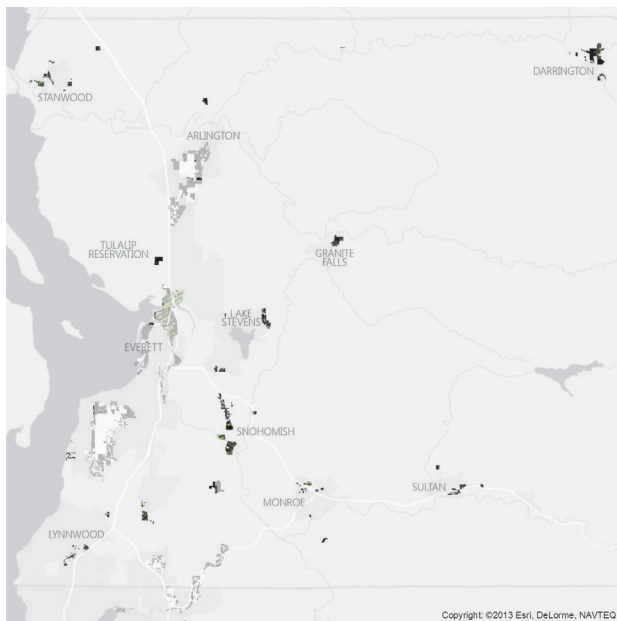 DARRINGTON
STANWOOD
ARLINGTON
TULALIP
RESERVATION
GRANITE
FALLS
LAKE
STEVENS
EVERETT
SNOHOMISH
SULTAN
MONROE
LYNNWOOD
Copyright: ©2013 Esri, DeLorme, NAVTEQ